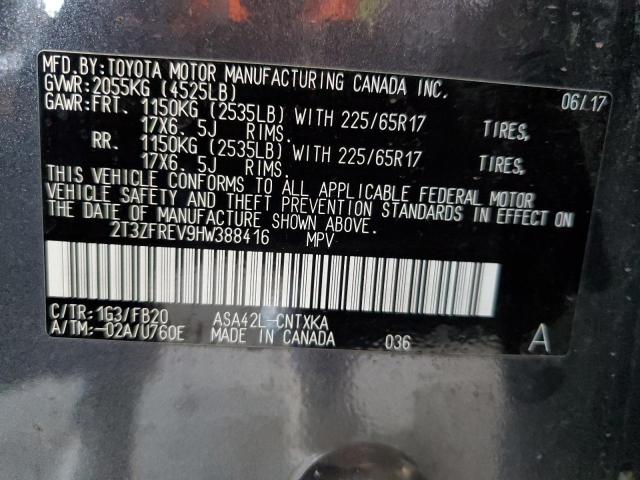 MFD.BY:TOYOTA MOTOR MANUFACTURING CANADA INC.
GVWR:2055KG (4525LB) 06/17
GAWR:FRT. 1150KG (2535LB) WITH 225/65R17 TIRES,
17X6.5J RIMS.
RR. 1150KG (2535LB) WITH 225/65R17 TIRES,
17X6.5J RIMS.
THIS VEHICLE CONFORMS TO ALL APPLICABLE FEDERAL MOTOR
VEHICLE SAFETY AND THEFT PREVENTION STANDARDS IN EFFECT ON
THE DATE OF MANUFACTURE SHOWN ABOVE.
2T3ZFREV9HW388416 MPV
C/TR:1G3/FB20 ASA42L-CNTXKA
A/TM:-02A/U760E MADE IN CANADA 036 A